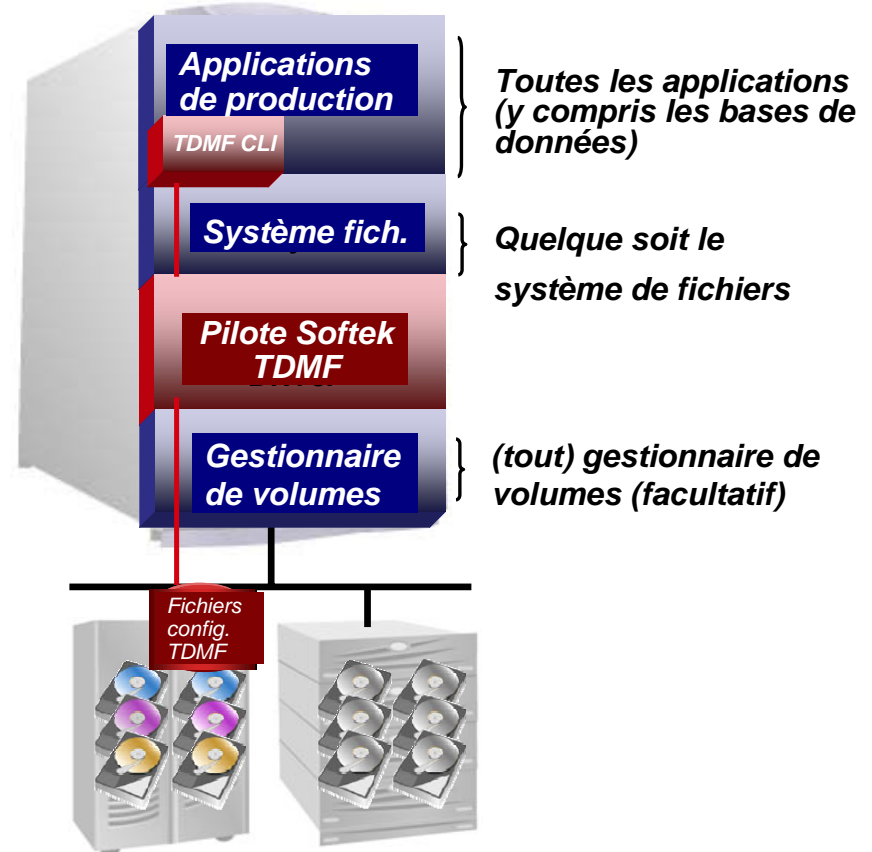 Applications
de production
TDMF CLI
Toutes les applications
(y compris les bases de
données)
Système fich.
Quelque soit le
système de fichiers
Pilote Softek
TDMF
Gestionnaire
de volumes
(tout) gestionnaire de
volumes (facultatif)
Fichiers
config.
TDMF